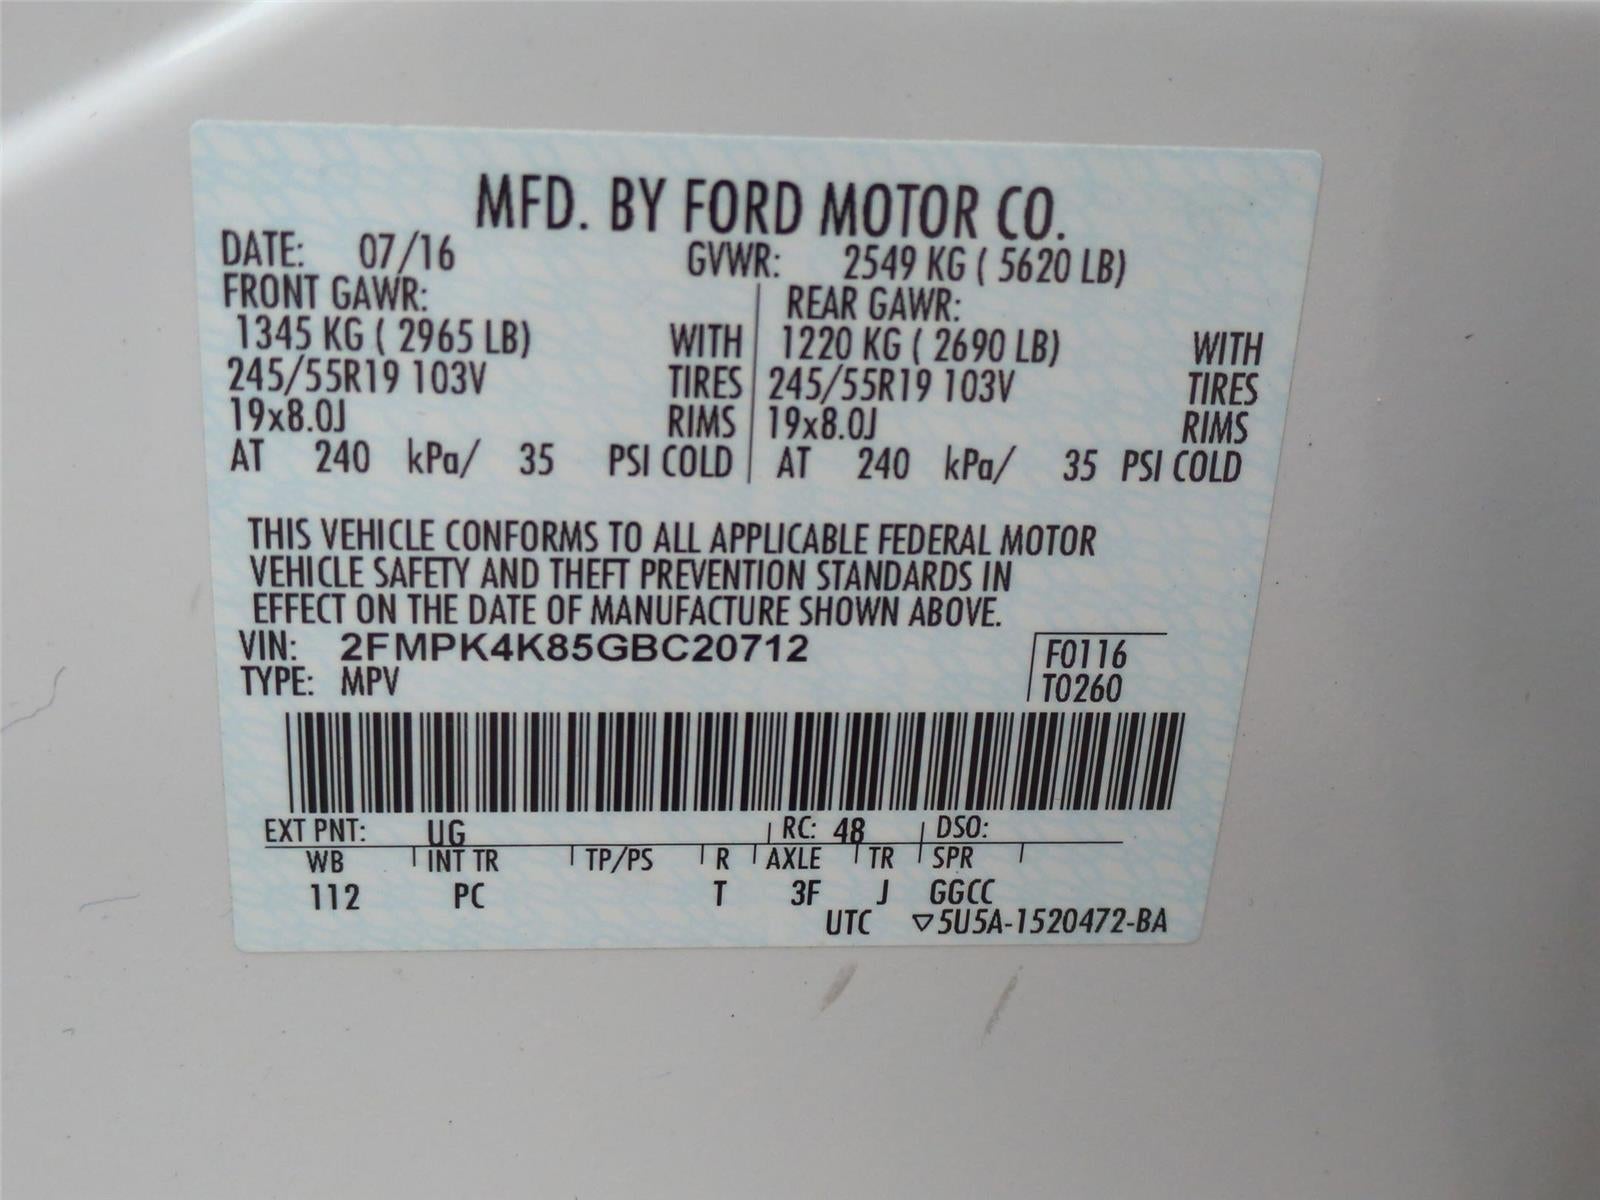 MFD. BY FORD MOTOR CO.
DATE: 07/16 GVWR: 2549 KG ( 5620 LB)
FRONT GAWR: REAR GAWR:
1345 KG ( 2965 LB) WITH 1220 KG ( 2690 LB) WITH
245/55R19 103V TIRES 245/55R19 103V TIRES
19x8.0J RIMS 19x8.0J RIMS
AT 240 kPa/ 35 PSI COLD AT 240 kPa/ 35 PSI COLD
THIS VEHICLE CONFORMS TO ALL APPLICABLE FEDERAL MOTOR
VEHICLE SAFETY AND THEFT PREVENTION STANDARDS IN
EFFECT ON THE DATE OF MANUFACTURE SHOWN ABOVE.
VIN: 2FMPK4K85GBC20712 F0116
TYPE: MPV T0260
EXT PNT: UG RC: 48 DSO:
WB INT TR TP/PS R AXLE TR SPR
112 PC T 3F J GGCC
UTC ▽5U5A-1520472-BA